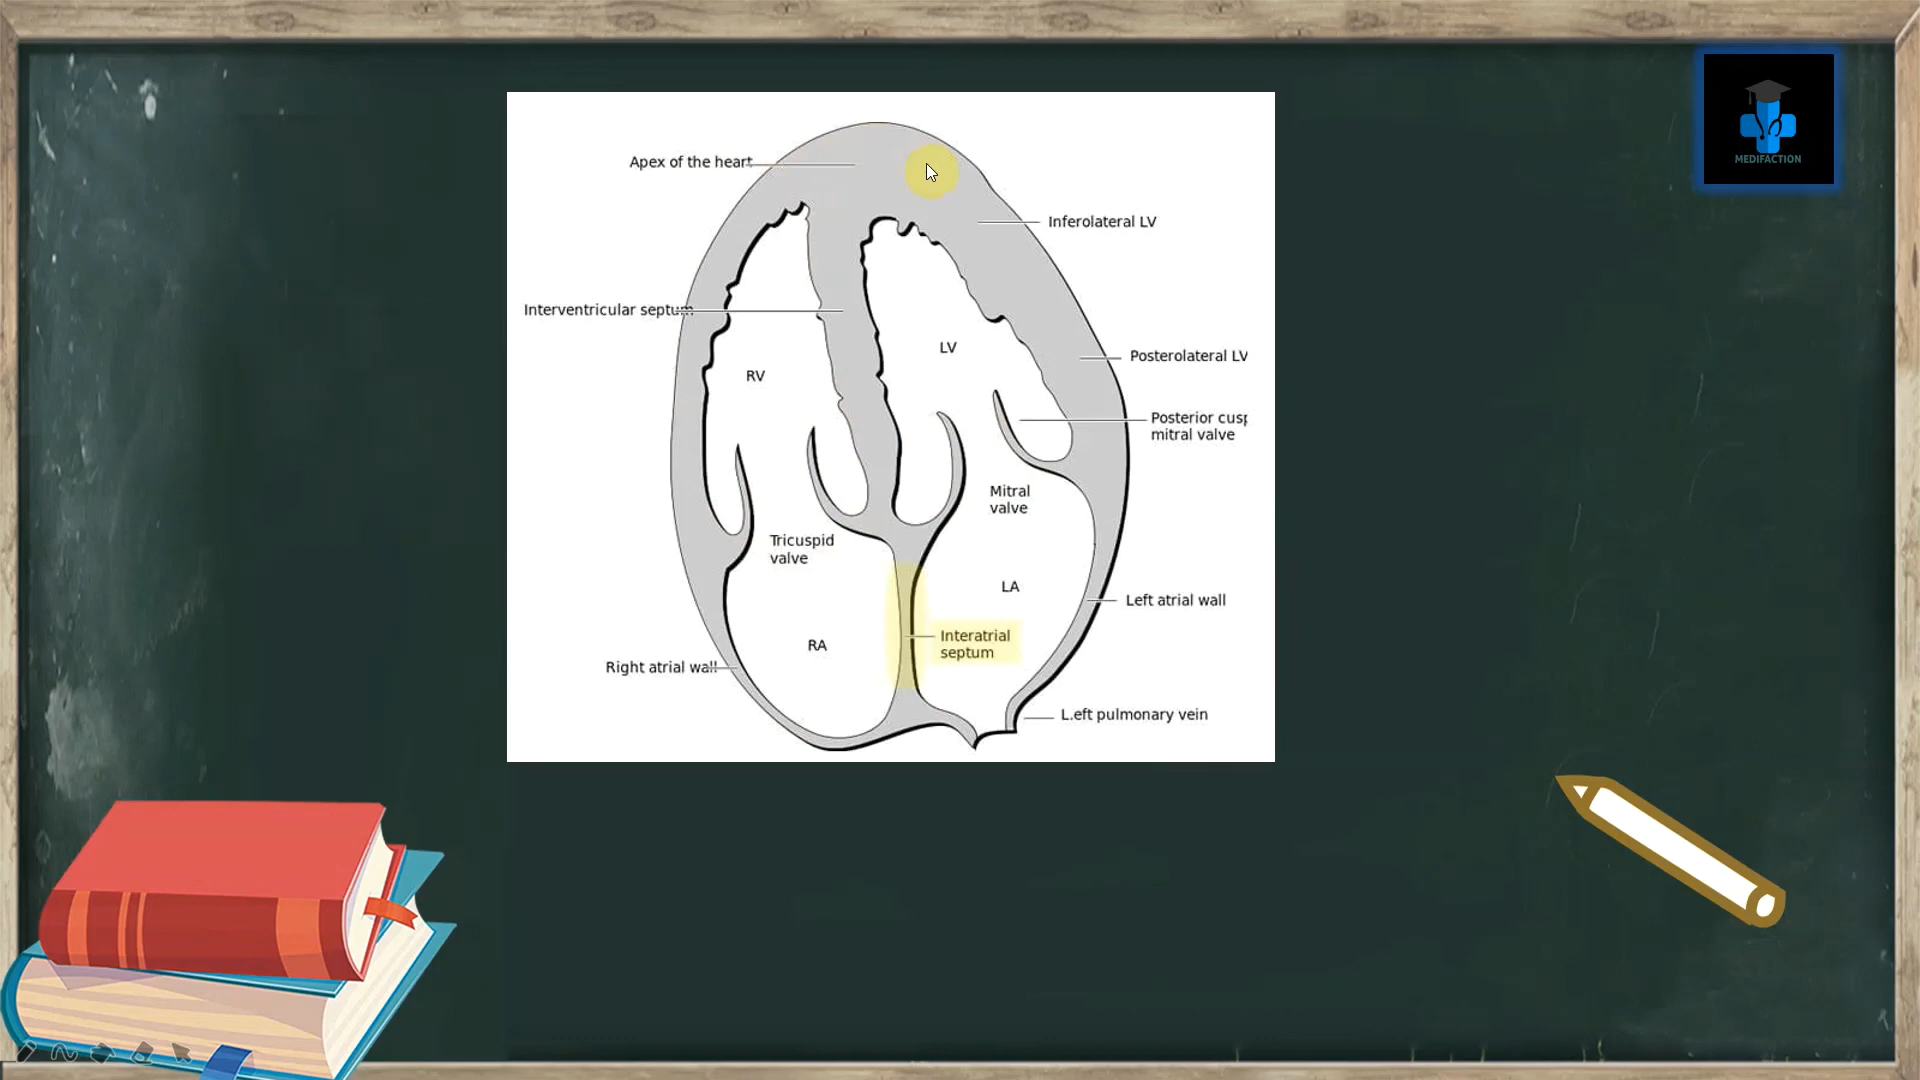 MEDIFACTION
Apex of the heart
Inferolateral LV
Interventricular septum
LV
Posterolateral LV
RV
Posterior cusp
mitral valve
Mitral
valve
Tricuspid
valve
LA
Left atrial wall
Interatrial
septum
RA
Right atrial wall
L.eft pulmonary vein